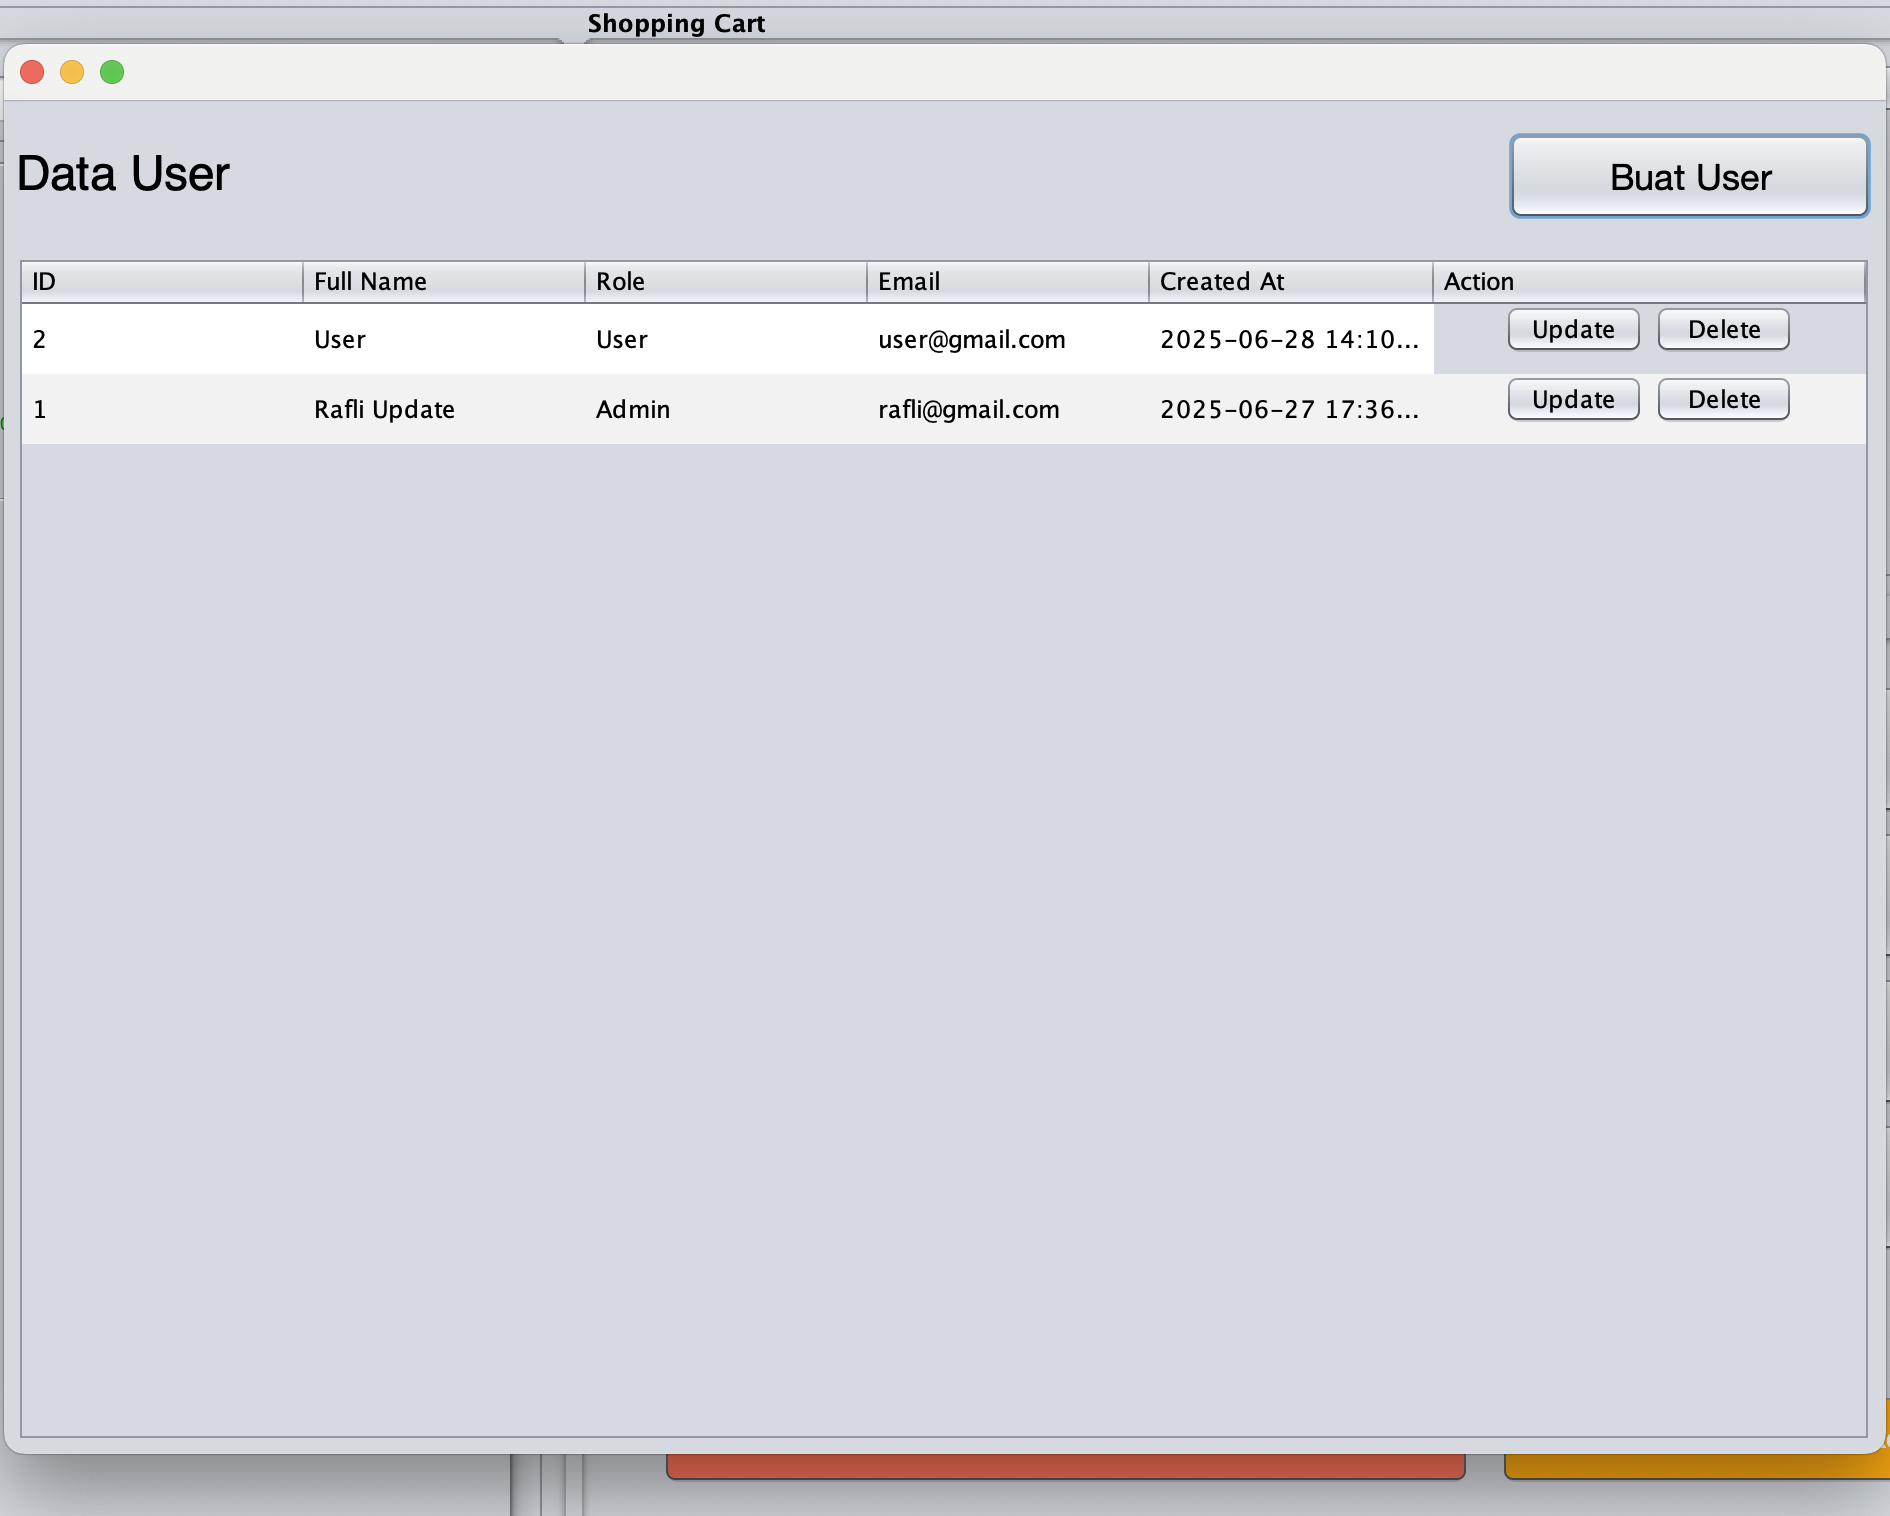 Shopping Cart
Data User
Buat User
ID Full Name Role Email Created At Action
2 User User user@gmail.com 2025-06-28 14:10... Update Delete
1 Rafli Update Admin rafli@gmail.com 2025-06-27 17:36... Update Delete